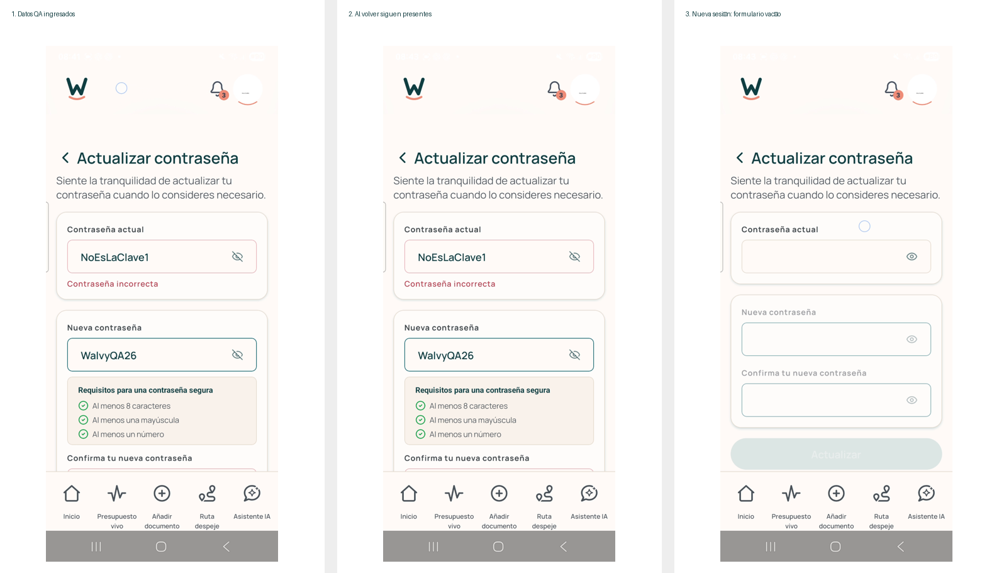 1. Datos QA ingresados
W
3
Actualizar contraseña
Siente la tranquilidad de actualizar tu
contraseña cuando lo consideres necesario.
Contraseña actual
NoEsLaClave1
Contraseña incorrecta
Nueva contraseña
WalvyQA26
Requisitos para una contraseña segura
Al menos 8 caracteres
Al menos una mayúscula
Al menos un número
Confirma tu nueva contraseña
Inicio
Presupuesto vivo
Añadir documento
Ruta despeje
Asistente IA
2. Al volver siguen presentes
W
3
Actualizar contraseña
Siente la tranquilidad de actualizar tu
contraseña cuando lo consideres necesario.
Contraseña actual
NoEsLaClave1
Contraseña incorrecta
Nueva contraseña
WalvyQA26
Requisitos para una contraseña segura
Al menos 8 caracteres
Al menos una mayúscula
Al menos un número
Confirma tu nueva contraseña
Inicio
Presupuesto vivo
Añadir documento
Ruta despeje
Asistente IA
3. Nueva sesi▯n: formulario vac▯o
W
3
Actualizar contraseña
Siente la tranquilidad de actualizar tu
contraseña cuando lo consideres necesario.
Contraseña actual
Nueva contraseña
Confirma tu nueva contraseña
Actualizar
Inicio
Presupuesto vivo
Añadir documento
Ruta despeje
Asistente IA